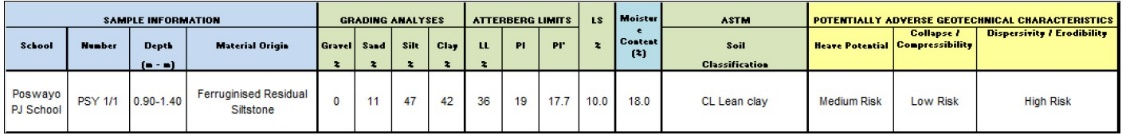 SAMPLE INFORMATION GRADING ANALYSES ATTERBERG LIMITS LS Moistur e Content (%) ASTM POTENTIALLY ADVERSE GEOTECHNICAL CHARACTERISTICS
School Number Depth (m - m) Material Origin Gravel % Sand % Silt % Clay % LL % PI PI' % Soil Classification Heave Potential Collapse / Compressibility Dispersivity / Erodibility
Poswayo PJ School PSY 1/1 0.90-1.40 Ferruginised Residual Siltstone 0 11 47 42 36 19 17.7 10.0 18.0 CL Lean clay Medium Risk Low Risk High Risk